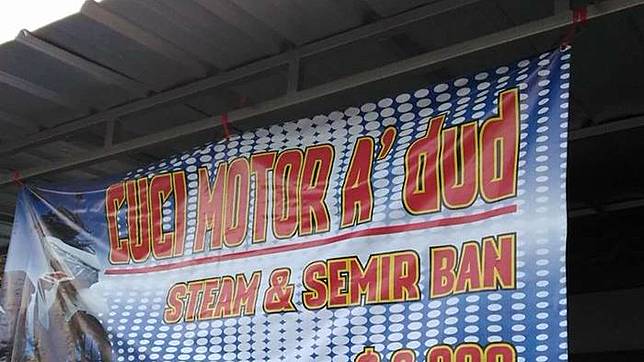 CUCI MOTOR A' dud
STEAM & SEMIR BAN